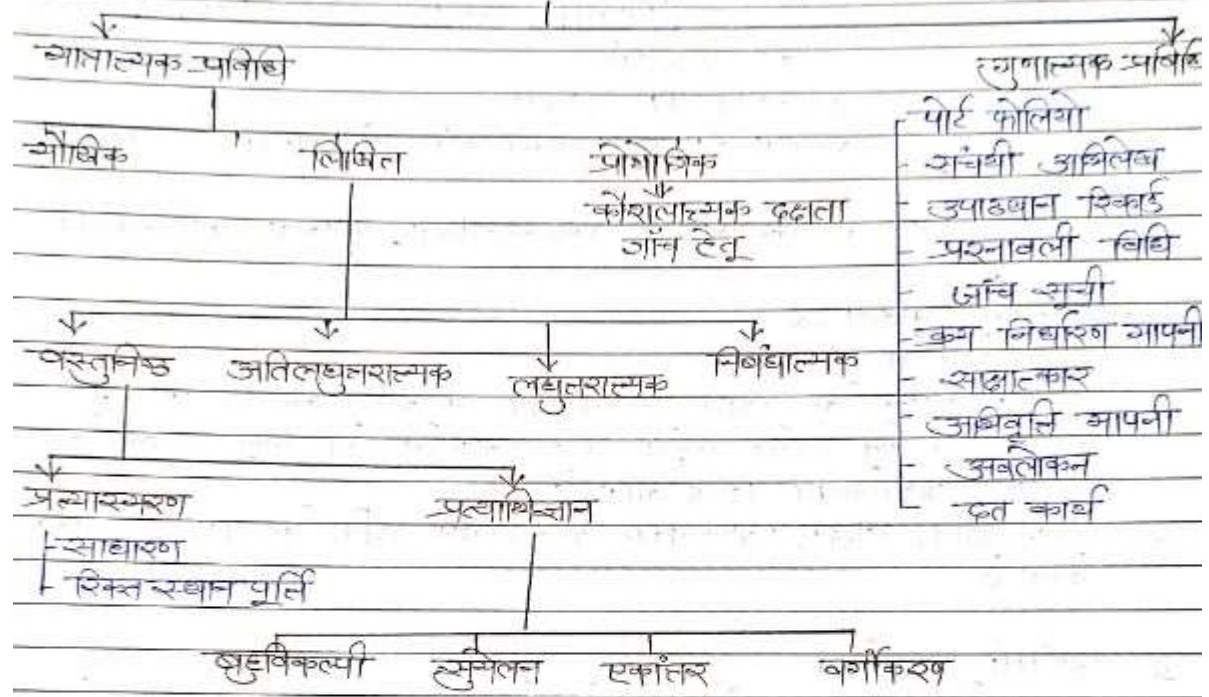 मात्रात्मक प्रविधि
गुणात्मक प्रविधि
मौखिक लिखित प्रोयोगिक
कौशलात्मक दक्षता
जाँच हेतू
पोर्ट फोलियो
संचयी अभिलेख
उपाख्यान रिकार्ड
प्रश्नावली विधि
जाँच सूची
क्रम निर्धारण मापनी
साक्षात्कार
अभिवृत्ति मापनी
अवलोकन
दत कार्य
वस्तुनिष्ठ अतिलघुतरात्मक लघुतरात्मक निबंधात्मक
प्रत्यास्मरण प्रत्याभिज्ञान
साधारण
रिक्त स्थान पूर्ति
बहुविकल्पी सुमेलन एकांतर वर्गीकरण